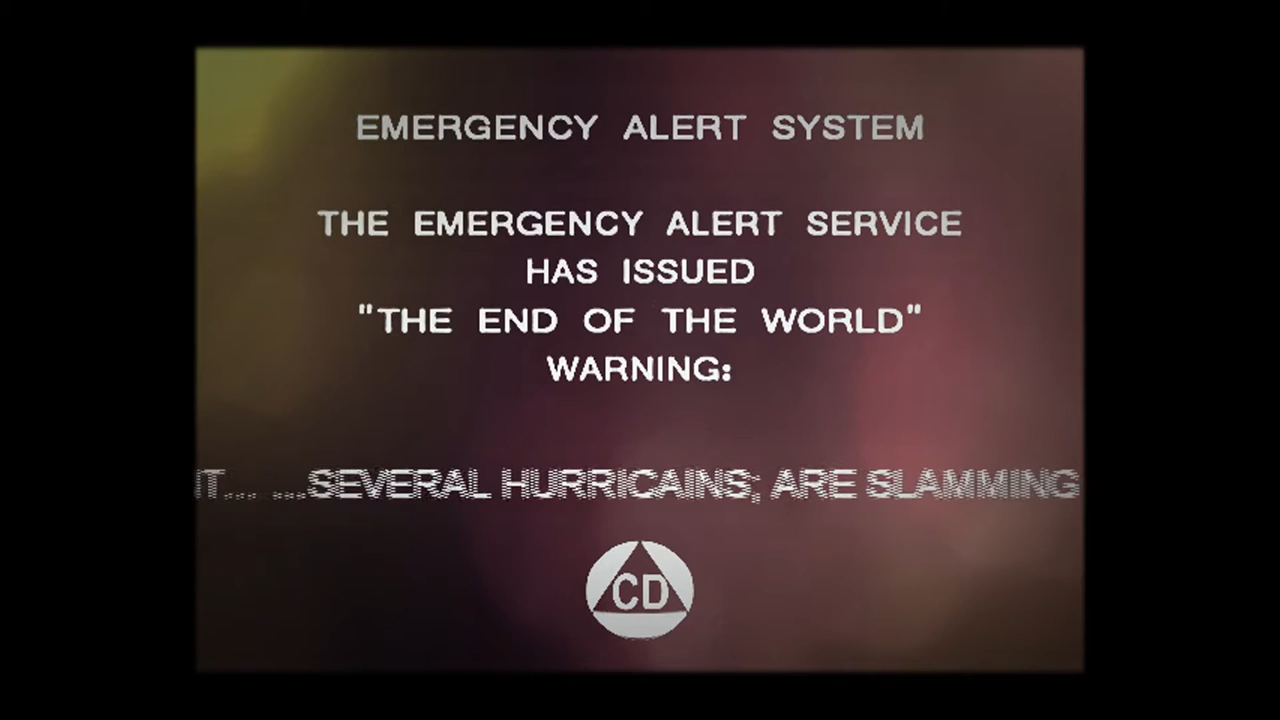 EMERGENCY ALERT SYSTEM
THE EMERGENCY ALERT SERVICE
HAS ISSUED
"THE END OF THE WORLD"
WARNING:
IT... ...SEVERAL HURRICAINS; ARE SLAMMING
CD